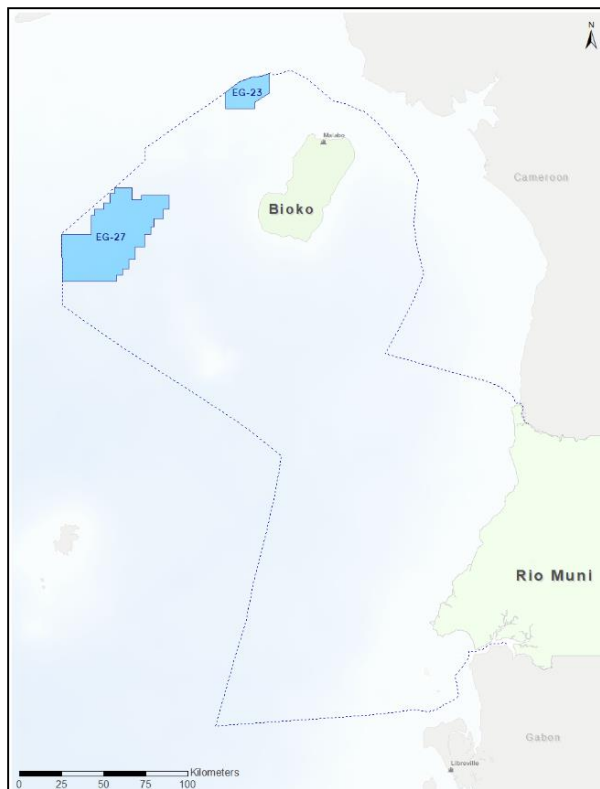 N
EG-23
Malabo
Cameroon
Bioko
EG-27
Rio Muni
Gabon
Libreville
Kilometers
0 25 50 75 100